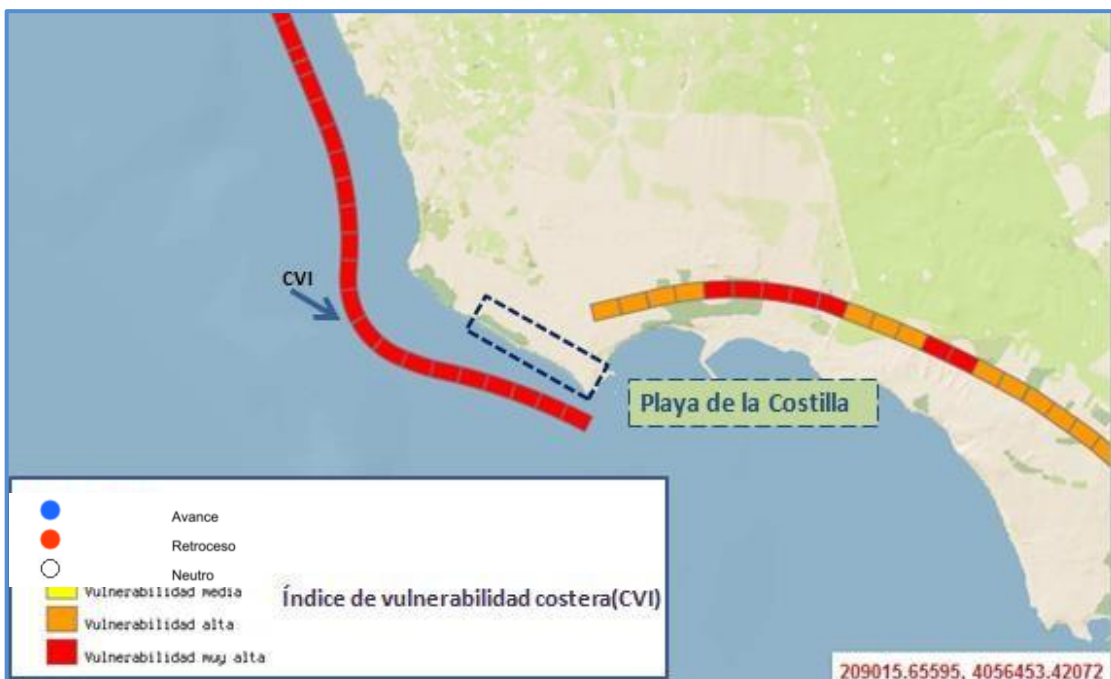 CVI
Playa de la Costilla
Avance
Retroceso
Neutro
Vulnerabilidad media
Índice de vulnerabilidad costera(CVI)
Vulnerabilidad alta
Vulnerabilidad muy alta
209015.65595, 4056453.42072